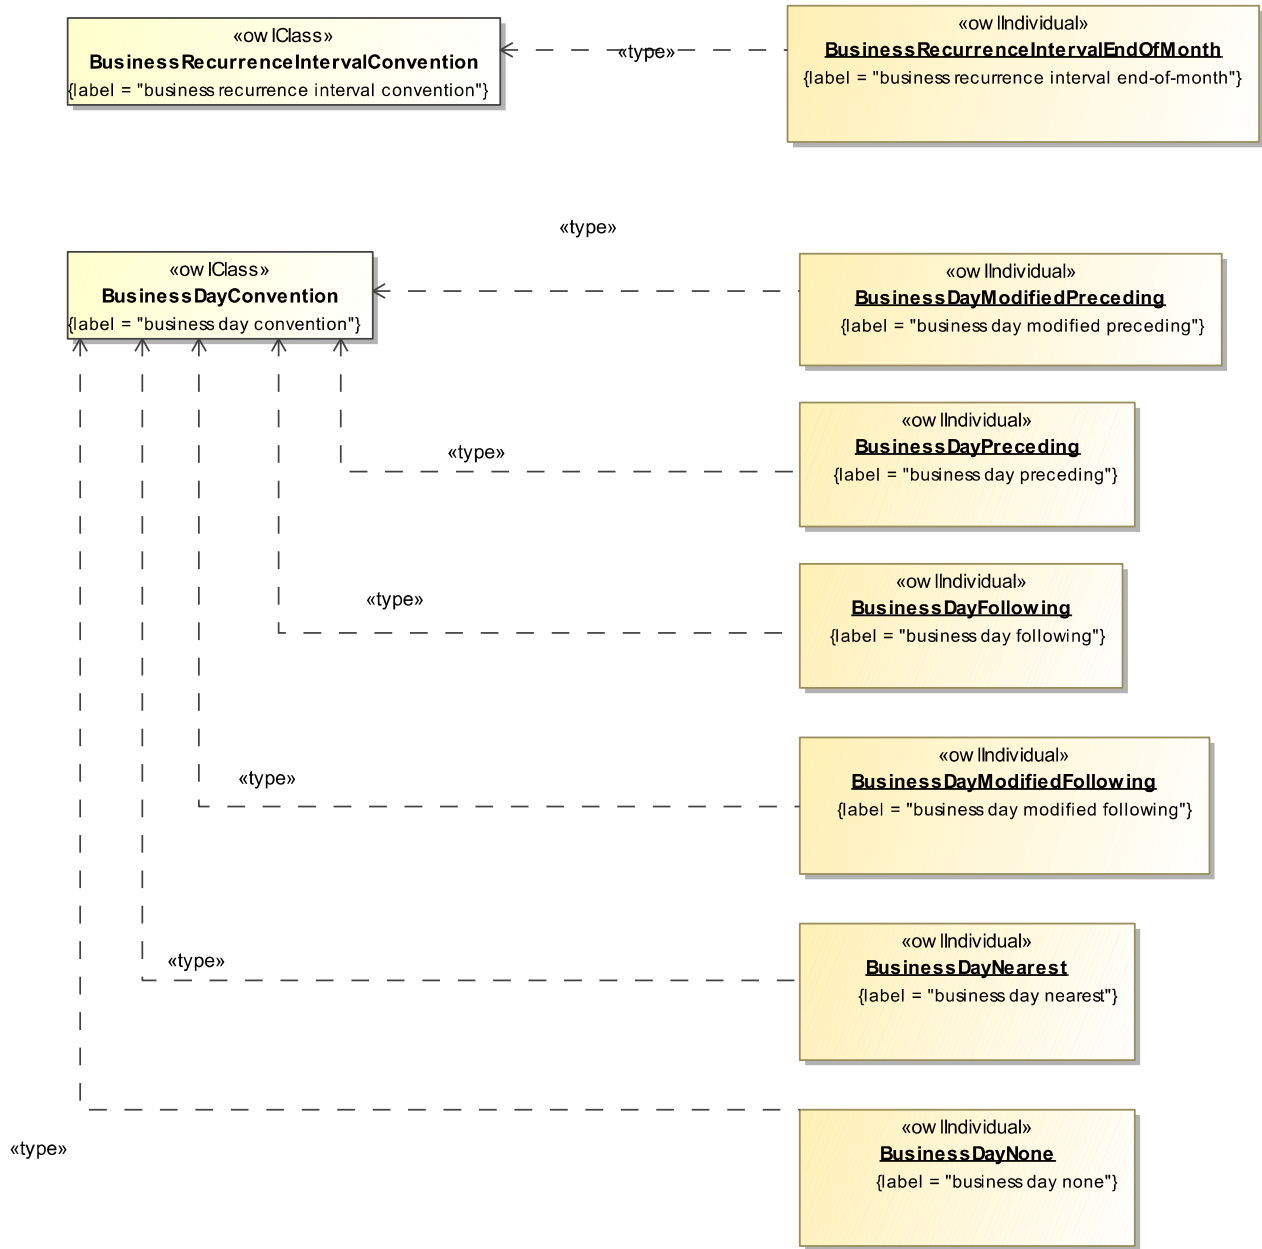 «owlClass»
BusinessRecurrenceIntervalConvention
{label = "business recurrence interval convention"}
«type»
«owlIndividual»
BusinessRecurrenceIntervalEndOfMonth
{label = "business recurrence interval end-of-month"}
«type»
«owlClass»
BusinessDayConvention
{label = "business day convention"}
«owlIndividual»
BusinessDayModifiedPreceding
{label = "business day modified preceding"}
«type»
«owlIndividual»
BusinessDayPreceding
{label = "business day preceding"}
«type»
«owlIndividual»
BusinessDayFollowing
{label = "business day following"}
«type»
«owlIndividual»
BusinessDayModifiedFollowing
{label = "business day modified following"}
«type»
«owlIndividual»
BusinessDayNearest
{label = "business day nearest"}
«type»
«owlIndividual»
BusinessDayNone
{label = "business day none"}